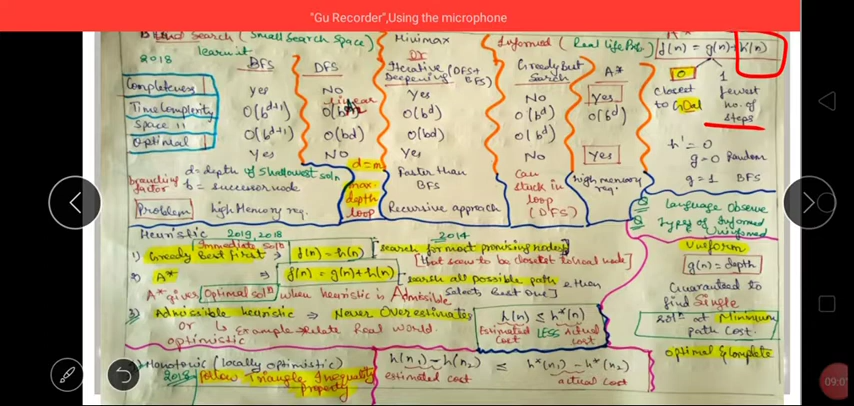 "Gu Recorder",Using the microphone
Blind Search (Small Search Space)
learn it
2018
BFS
DFS
Minimax
Iterative (DFS+
Deepening BFS)
Informed (Real life Pbs)
Greedy But
Search
A*
f(n) = g(n) + h'(n)
0 1
closest fewest
to Goal no. of
steps
Completeness Yes No Yes No Yes
Time Complexity O(b^{d+1}) linear O(b^d) O(b^d) O(b^d)
Space 11 O(b^{d+1}) O(bd) O(bd) O(b^d)
Optimal Yes No Yes No Yes
h' = 0
g = 0 Random
g = 1 BFS
d = depth of Shallowest soln
branching factor b = successor node
d = m
max-
depth
loop
Faster than
BFS
Can
stuck in
loop
(DFS)
high memory
req.
Problem high Memory req.
Recursive approach
Q Language Observe
Q Types of Informed
Uninformed
Heuristic 2019, 2018 2014
Immediate soln
1) Greedy Best First → f(n) = h(n) [search for most promising nodes]
[that seem to be closest to Goal node]
2) A* ⇒ f(n) = g(n) + h(n) [search all possible path & then
selects best one]
A* gives Optimal soln when heuristic is Admissible
3) Admissible heuristic → Never Overestimates
or ↳ Example → Relate Real World.
optimistic
h(n) ≤ h*(n)
Estimated LESS Actual
cost cost
Uniform
g(n) = depth
Guaranteed to
find Single
soln at Minimum
path Cost.
optimal & complete
Monotonic (locally optimistic)
2018 Follow Triangle Inequality
property
h(n1) - h(n2) ≤ h*(n1) - h*(n2)
estimated cost actual cost
09:0